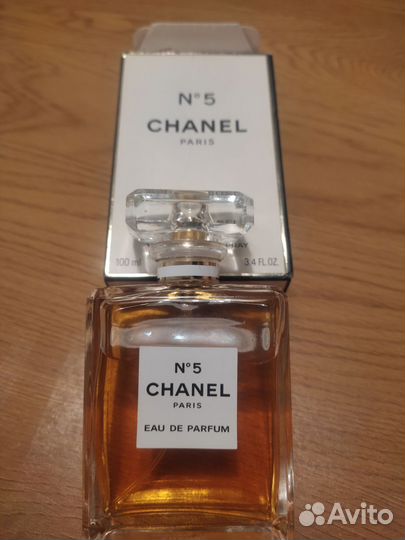 N°5
CHANEL
PARIS
100 ml
3.4 FL.OZ.
N°5
CHANEL
PARIS
EAU DE PARFUM
Avito